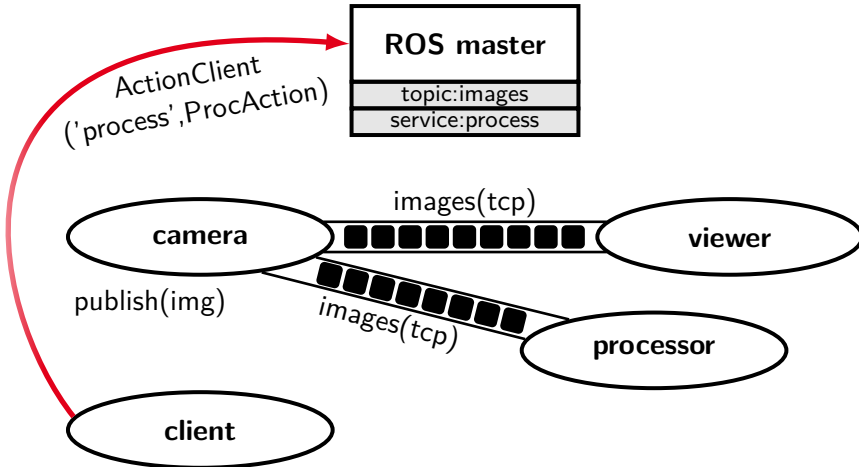 ROS master
topic:images
service:process
ActionClient
('process',ProcAction)
images(tcp)
camera
viewer
publish(img)
images(tcp)
processor
client